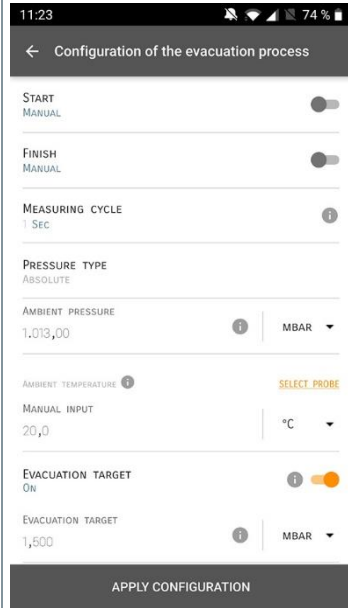 11:23 74 %
Configuration of the evacuation process
START
MANUAL
FINISH
MANUAL
MEASURING CYCLE
1 SEC
PRESSURE TYPE
ABSOLUTE
AMBIENT PRESSURE
1.013,00 MBAR
AMBIENT TEMPERATURE SELECT PROBE
MANUAL INPUT
20,0 °C
EVACUATION TARGET
ON
EVACUATION TARGET
1,500 MBAR
APPLY CONFIGURATION